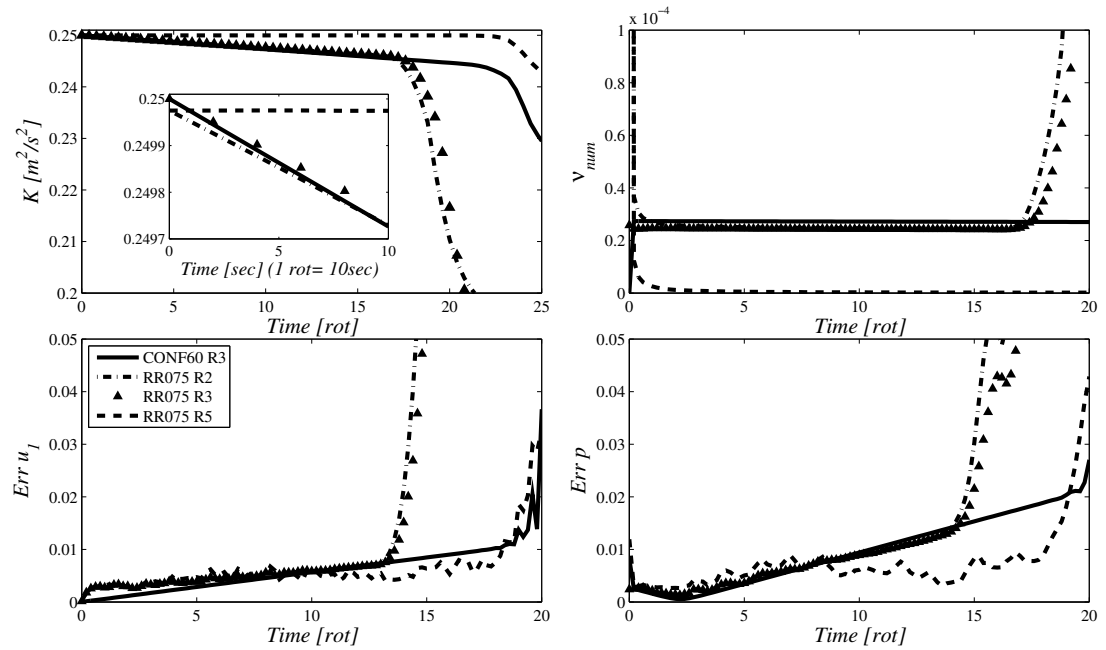 0.25
0.24
0.23
0.22
0.21
0.2
K [m²/s²]
0 5 10 15 20 25
Time [rot]
0.25
0.2499
0.2498
0.2497
0 5 10
Time [sec] (1 rot= 10sec)
x 10⁻⁴
1
0.8
0.6
0.4
0.2
0
ν_num
0 5 10 15 20
Time [rot]
0.05
0.04
0.03
0.02
0.01
0
Err u₁
CONF60 R3
RR075 R2
RR075 R3
RR075 R5
0 5 10 15 20
Time [rot]
0.05
0.04
0.03
0.02
0.01
0
Err p
0 5 10 15 20
Time [rot]